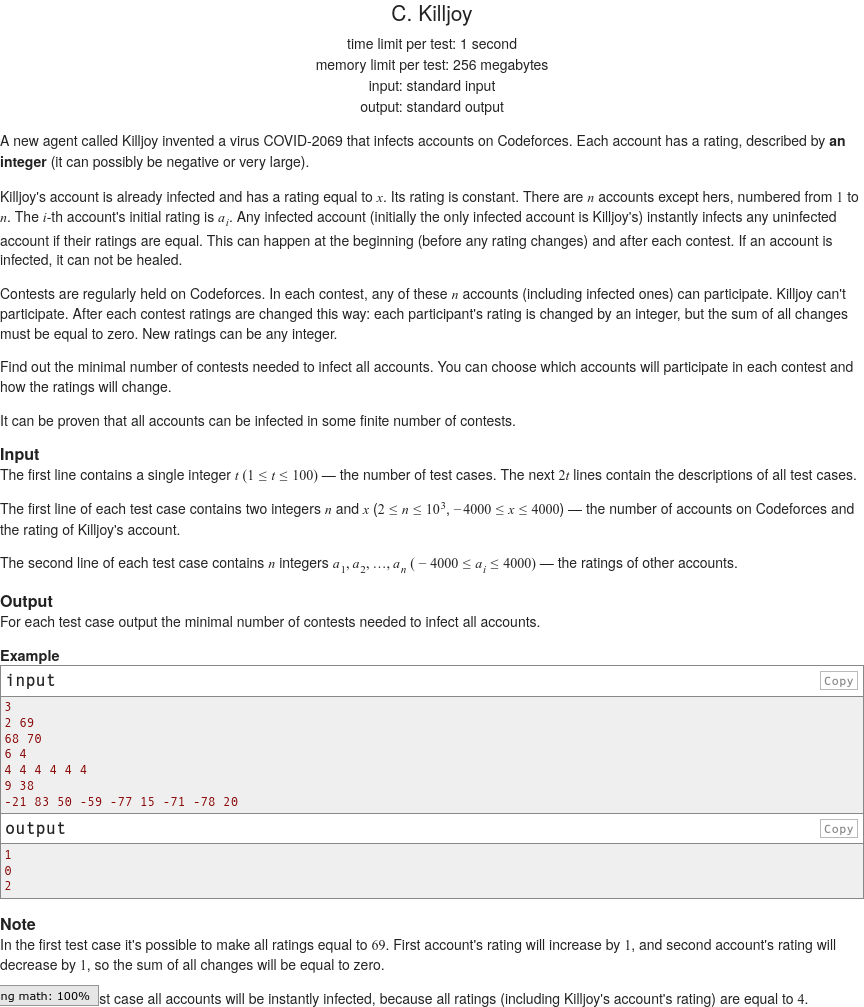 C. Killjoy
time limit per test: 1 second
memory limit per test: 256 megabytes
input: standard input
output: standard output
A new agent called Killjoy invented a virus COVID-2069 that infects accounts on Codeforces. Each account has a rating, described by an
integer (it can possibly be negative or very large).
Killjoy's account is already infected and has a rating equal to x. Its rating is constant. There are n accounts except hers, numbered from 1 to
n. The i-th account's initial rating is a_i. Any infected account (initially the only infected account is Killjoy's) instantly infects any uninfected
account if their ratings are equal. This can happen at the beginning (before any rating changes) and after each contest. If an account is
infected, it can not be healed.
Contests are regularly held on Codeforces. In each contest, any of these n accounts (including infected ones) can participate. Killjoy can't
participate. After each contest ratings are changed this way: each participant's rating is changed by an integer, but the sum of all changes
must be equal to zero. New ratings can be any integer.
Find out the minimal number of contests needed to infect all accounts. You can choose which accounts will participate in each contest and
how the ratings will change.
It can be proven that all accounts can be infected in some finite number of contests.
Input
The first line contains a single integer t (1 ≤ t ≤ 100) — the number of test cases. The next 2t lines contain the descriptions of all test cases.
The first line of each test case contains two integers n and x (2 ≤ n ≤ 10³, −4000 ≤ x ≤ 4000) — the number of accounts on Codeforces and
the rating of Killjoy's account.
The second line of each test case contains n integers a_1, a_2, …, a_n (−4000 ≤ a_i ≤ 4000) — the ratings of other accounts.
Output
For each test case output the minimal number of contests needed to infect all accounts.
Example
input Copy
3
2 69
68 70
6 4
4 4 4 4 4 4
9 38
-21 83 50 -59 -77 15 -71 -78 20
output Copy
1
0
2
Note
In the first test case it's possible to make all ratings equal to 69. First account's rating will increase by 1, and second account's rating will
decrease by 1, so the sum of all changes will be equal to zero.
ng math: 100% st case all accounts will be instantly infected, because all ratings (including Killjoy's account's rating) are equal to 4.